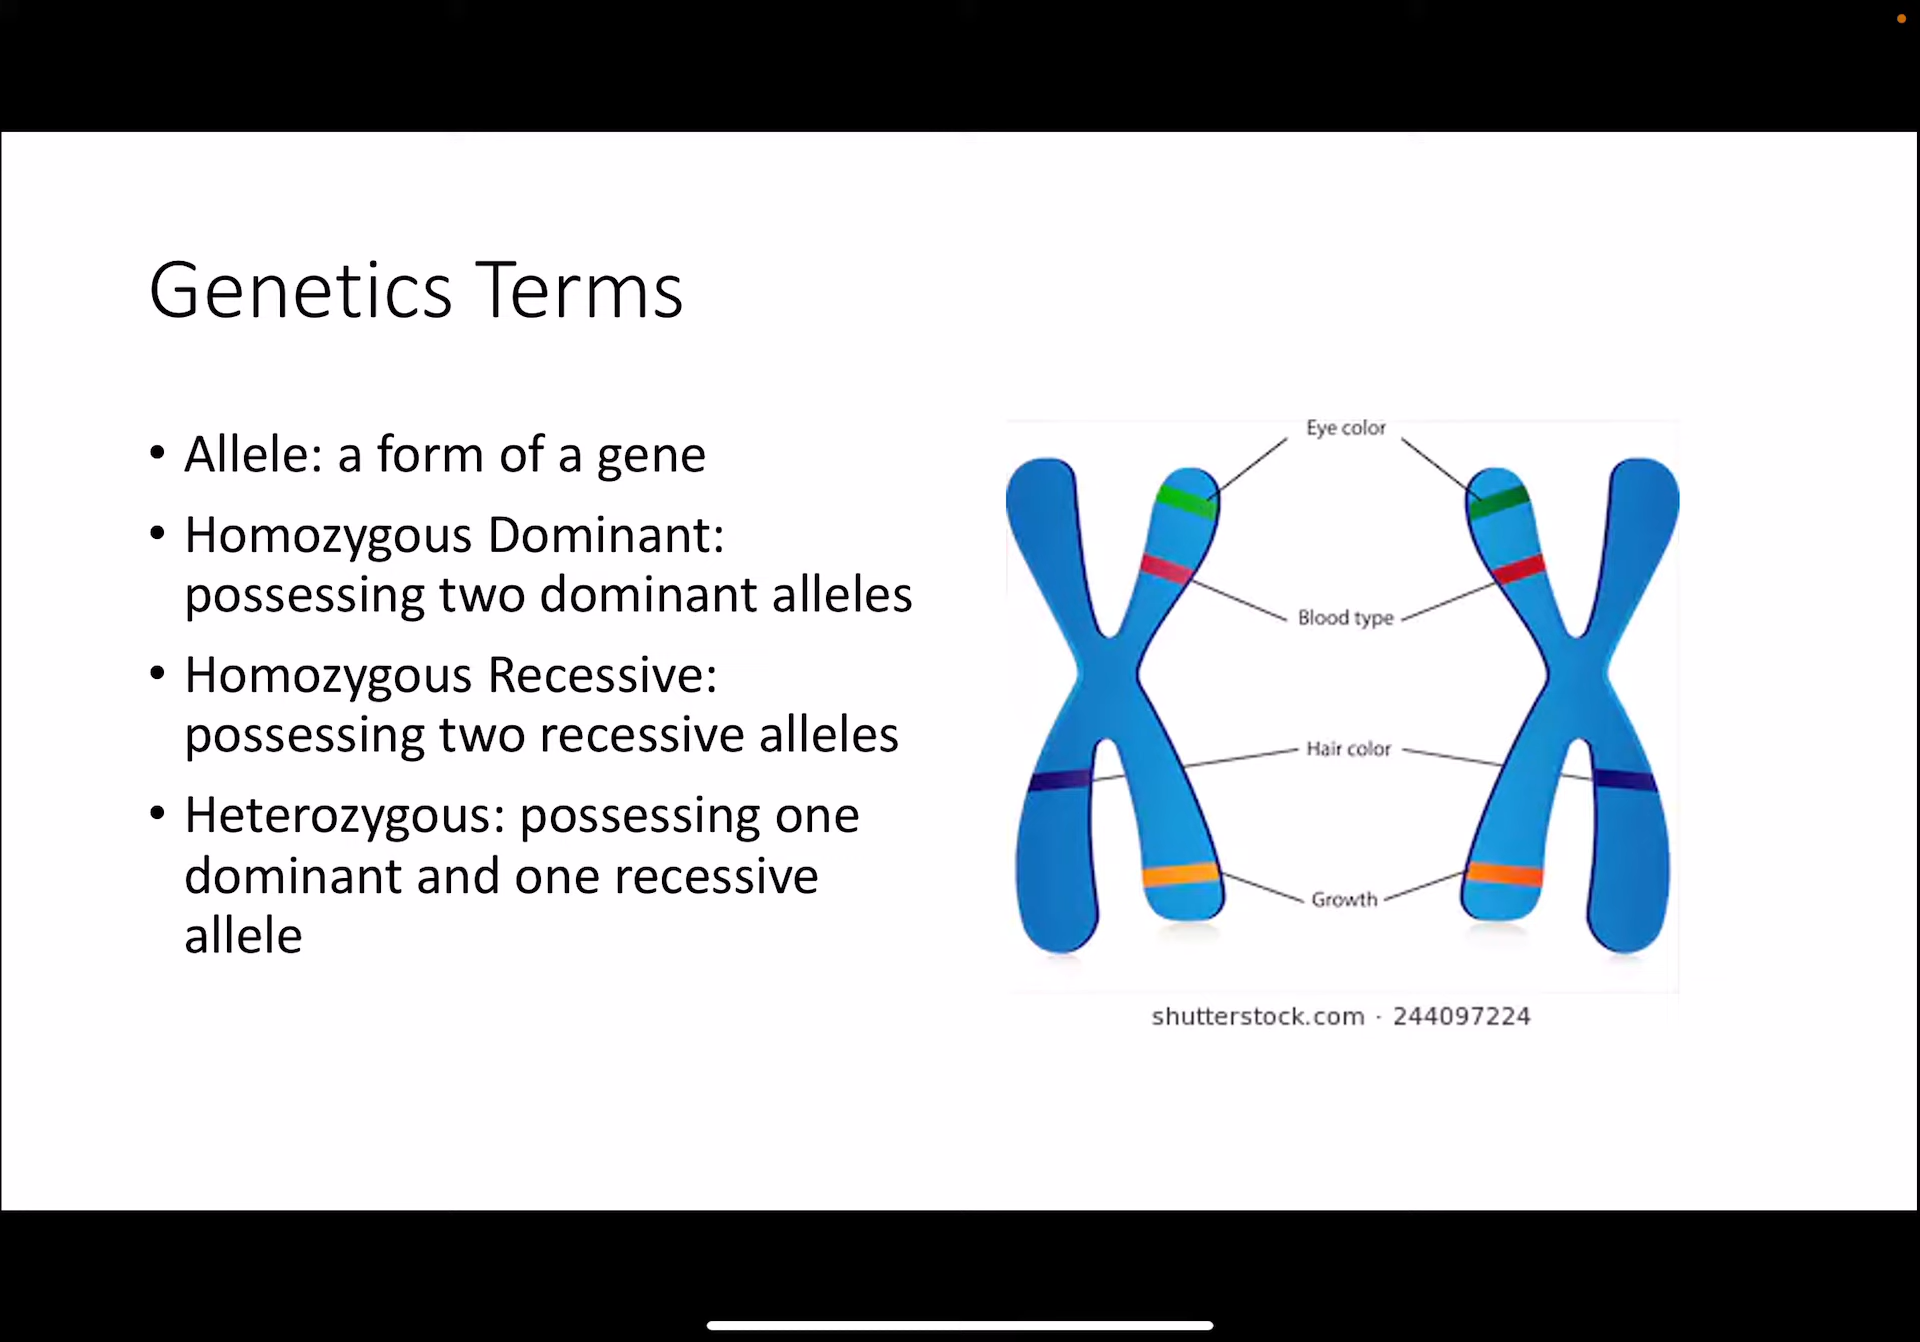 Genetics Terms
• Allele: a form of a gene
• Homozygous Dominant:
possessing two dominant alleles
• Homozygous Recessive:
possessing two recessive alleles
• Heterozygous: possessing one
dominant and one recessive
allele
Eye color
Blood type
Hair color
Growth
shutterstock.com · 244097224